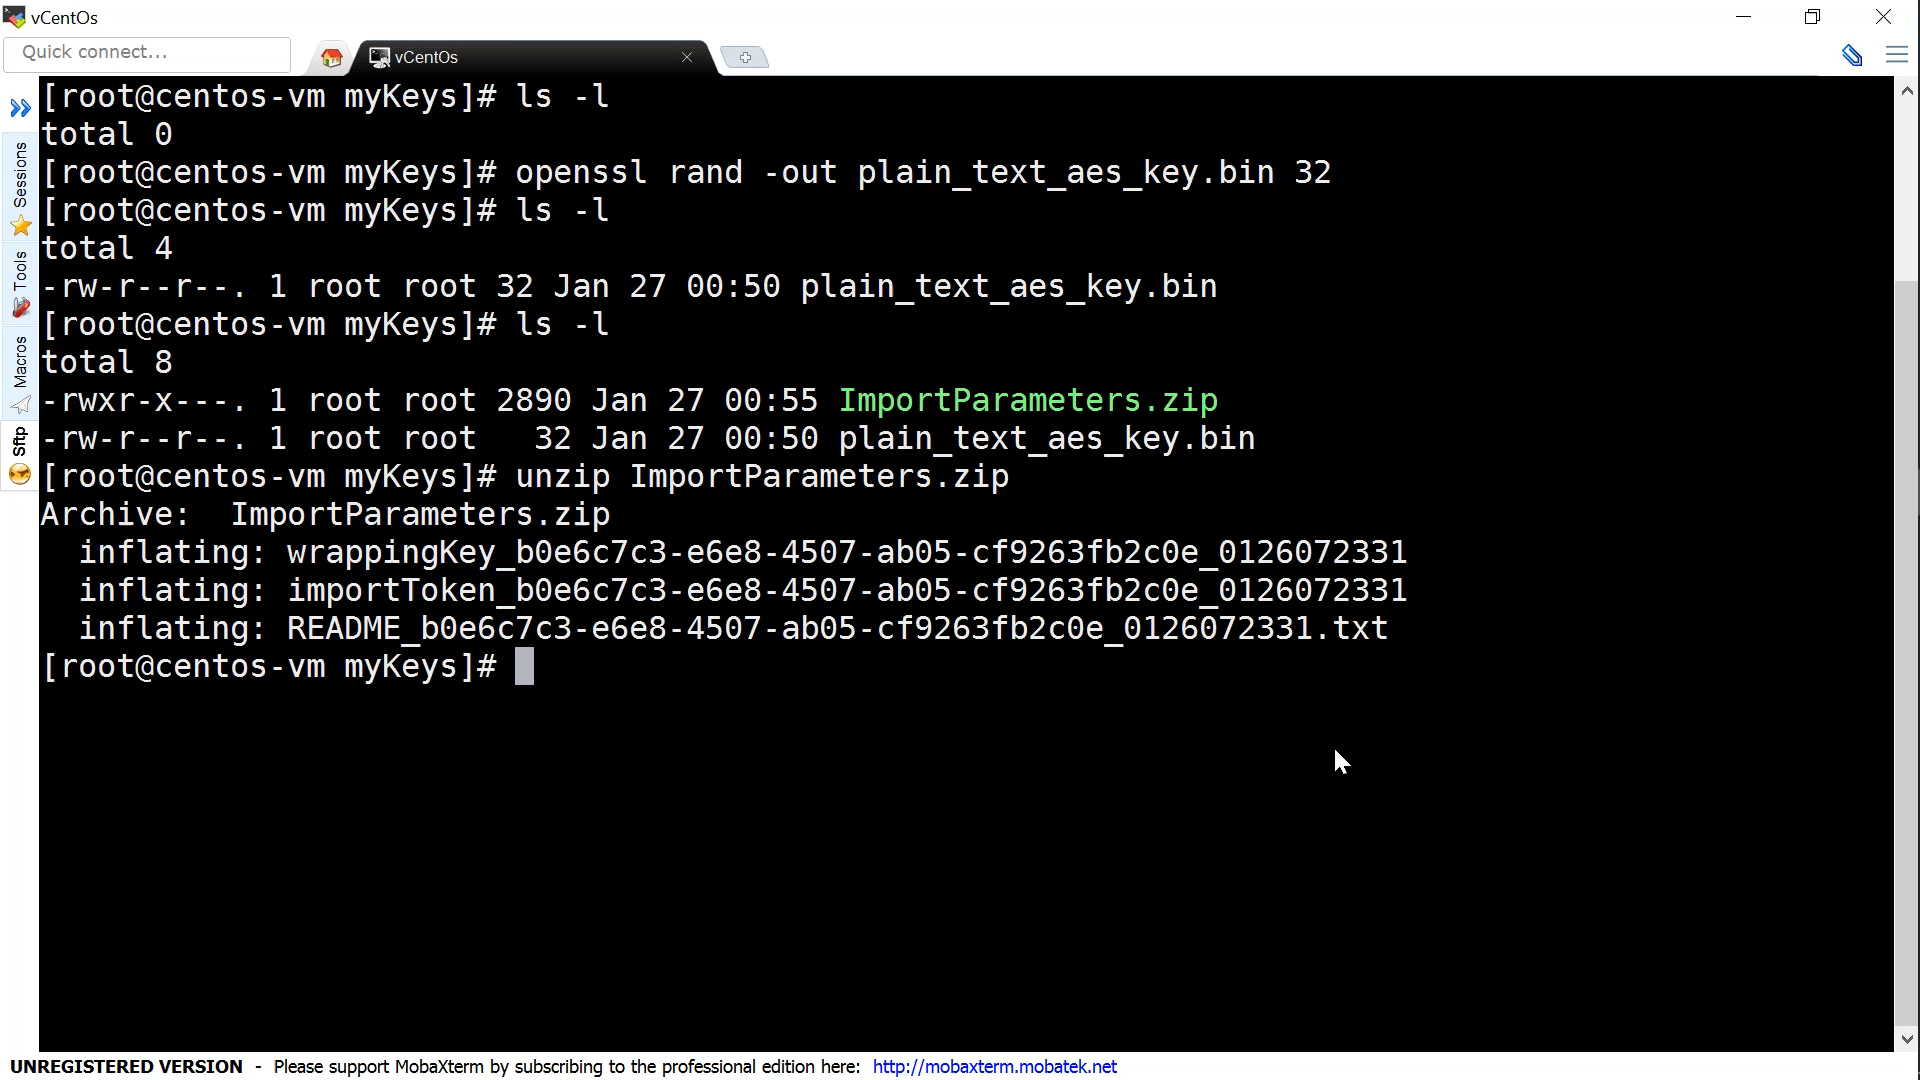 vCentOs
Quick connect...
vCentOs
Sessions
Tools
Macros
Sftp
[root@centos-vm myKeys]# ls -l
total 0
[root@centos-vm myKeys]# openssl rand -out plain_text_aes_key.bin 32
[root@centos-vm myKeys]# ls -l
total 4
-rw-r--r--. 1 root root 32 Jan 27 00:50 plain_text_aes_key.bin
[root@centos-vm myKeys]# ls -l
total 8
-rwxr-x---. 1 root root 2890 Jan 27 00:55 ImportParameters.zip
-rw-r--r--. 1 root root   32 Jan 27 00:50 plain_text_aes_key.bin
[root@centos-vm myKeys]# unzip ImportParameters.zip
Archive:  ImportParameters.zip
  inflating: wrappingKey_b0e6c7c3-e6e8-4507-ab05-cf9263fb2c0e_0126072331
  inflating: importToken_b0e6c7c3-e6e8-4507-ab05-cf9263fb2c0e_0126072331
  inflating: README_b0e6c7c3-e6e8-4507-ab05-cf9263fb2c0e_0126072331.txt
[root@centos-vm myKeys]#
UNREGISTERED VERSION - Please support MobaXterm by subscribing to the professional edition here: http://mobaxterm.mobatek.net